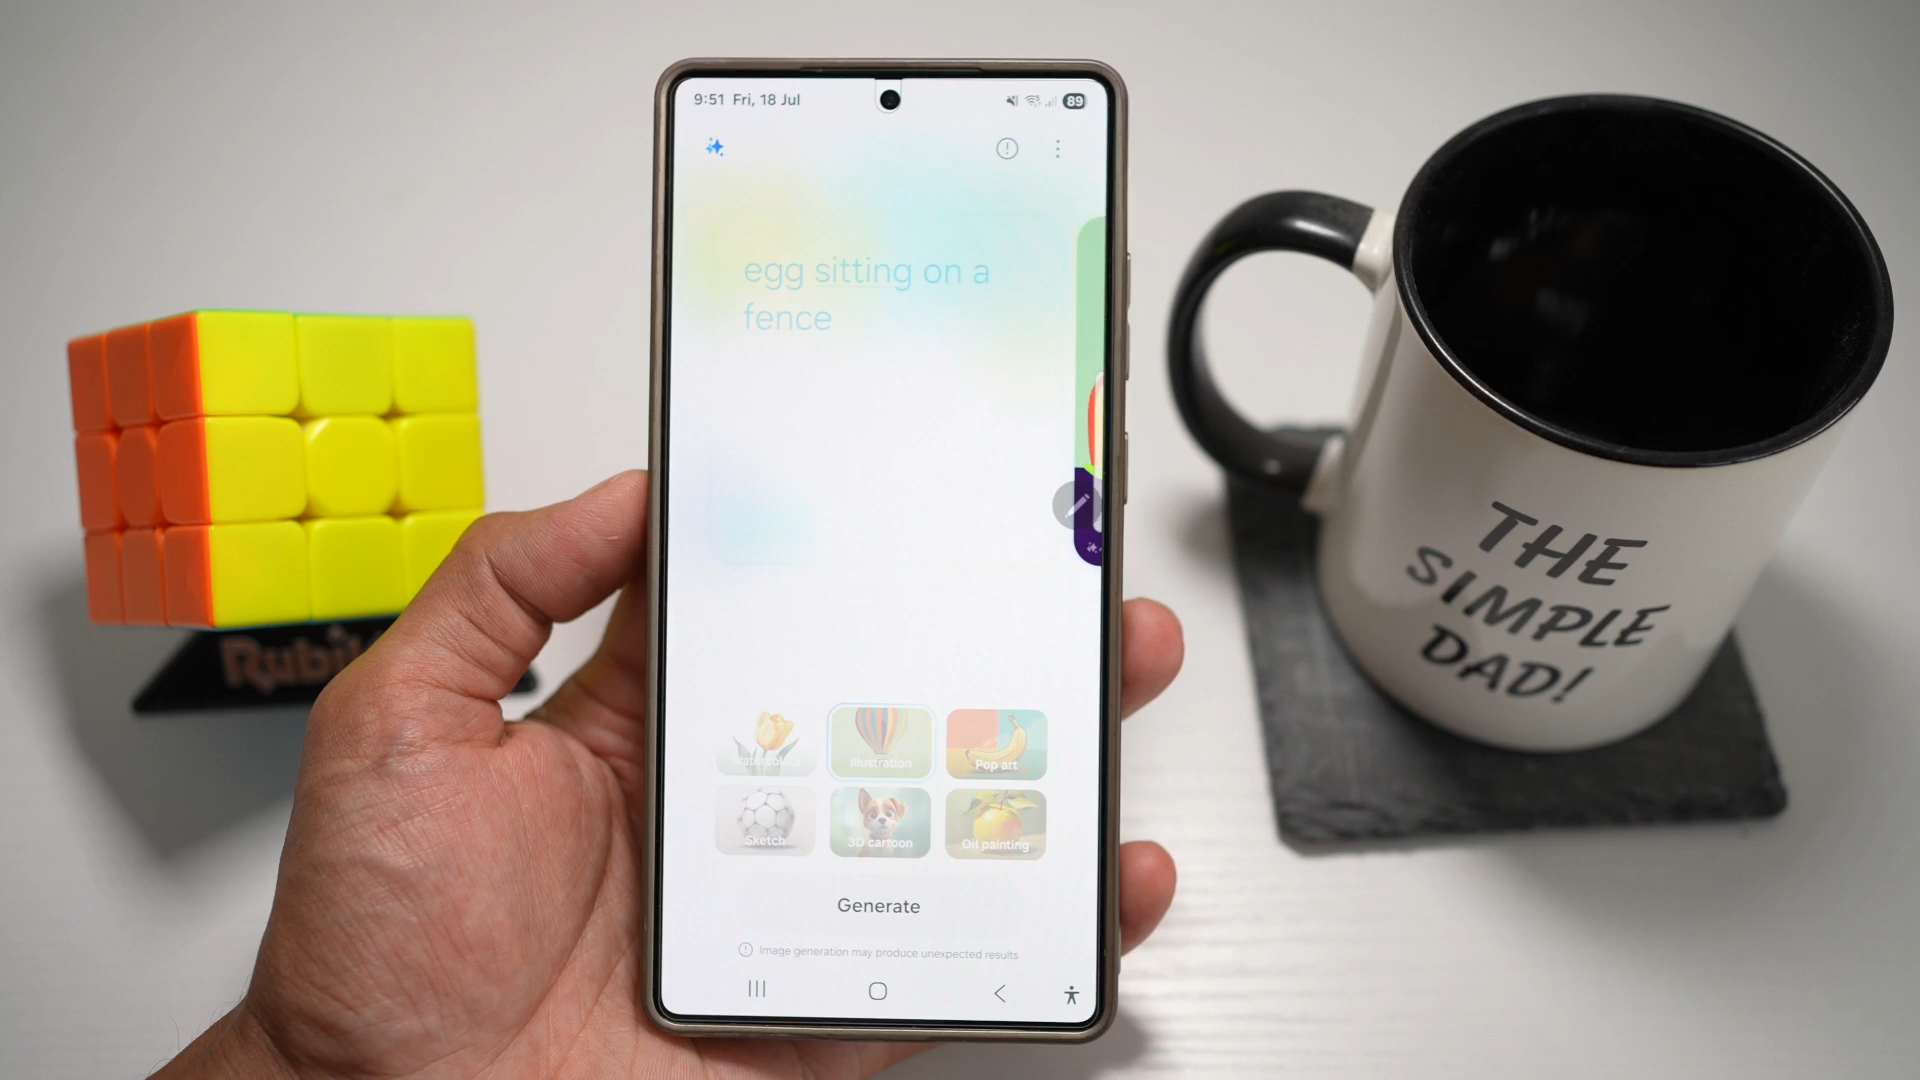 9:51 Fri, 18 Jul
89
egg sitting on a
fence
Watercolour
Illustration
Pop art
Sketch
3D cartoon
Oil painting
Generate
Image generation may produce unexpected results
THE
SIMPLE
DAD!